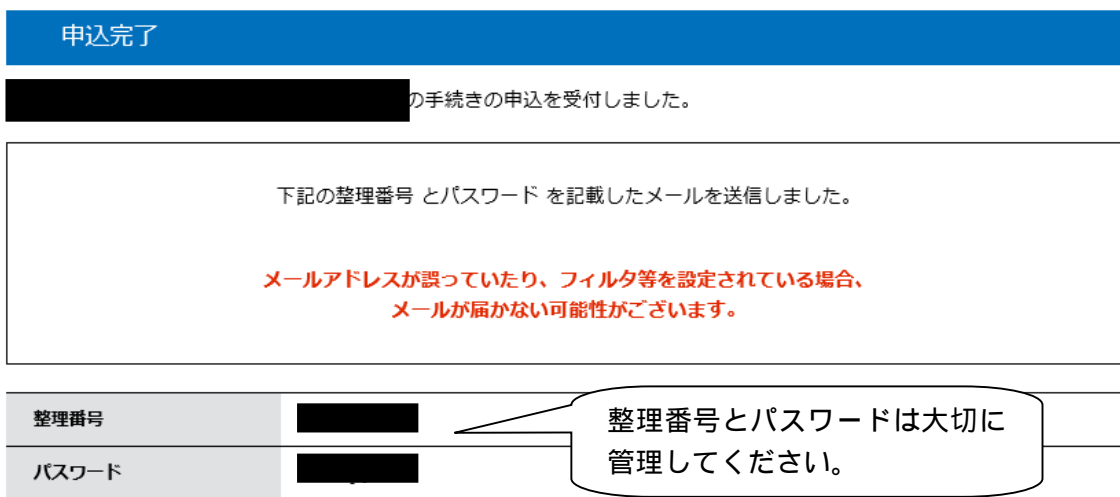 申込完了
の手続きの申込を受付しました。
下記の整理番号 とパスワード を記載したメールを送信しました。
メールアドレスが誤っていたり、フィルタ等を設定されている場合、
メールが届かない可能性がございます。
整理番号
整理番号とパスワードは大切に
管理してください。
パスワード